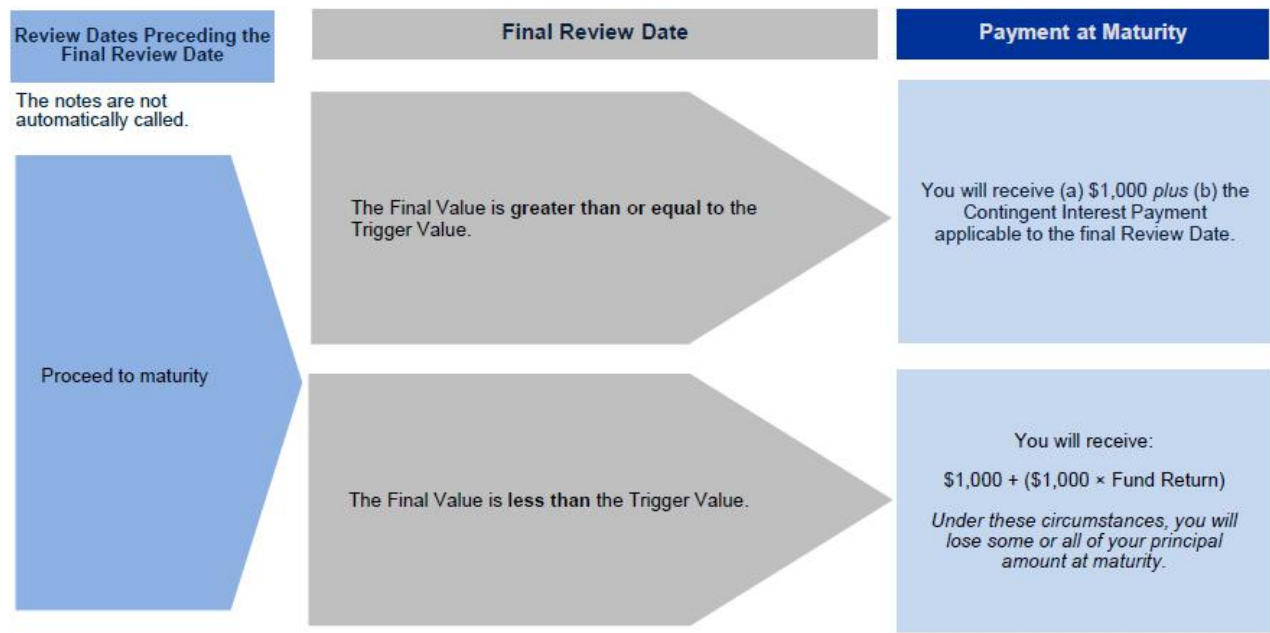 Review Dates Preceding the
Final Review Date
Final Review Date
Payment at Maturity
The notes are not
automatically called.
Proceed to maturity
The Final Value is greater than or equal to the
Trigger Value.
You will receive (a) $1,000 plus (b) the
Contingent Interest Payment
applicable to the final Review Date.
The Final Value is less than the Trigger Value.
You will receive:
$1,000 + ($1,000 × Fund Return)
Under these circumstances, you will
lose some or all of your principal
amount at maturity.